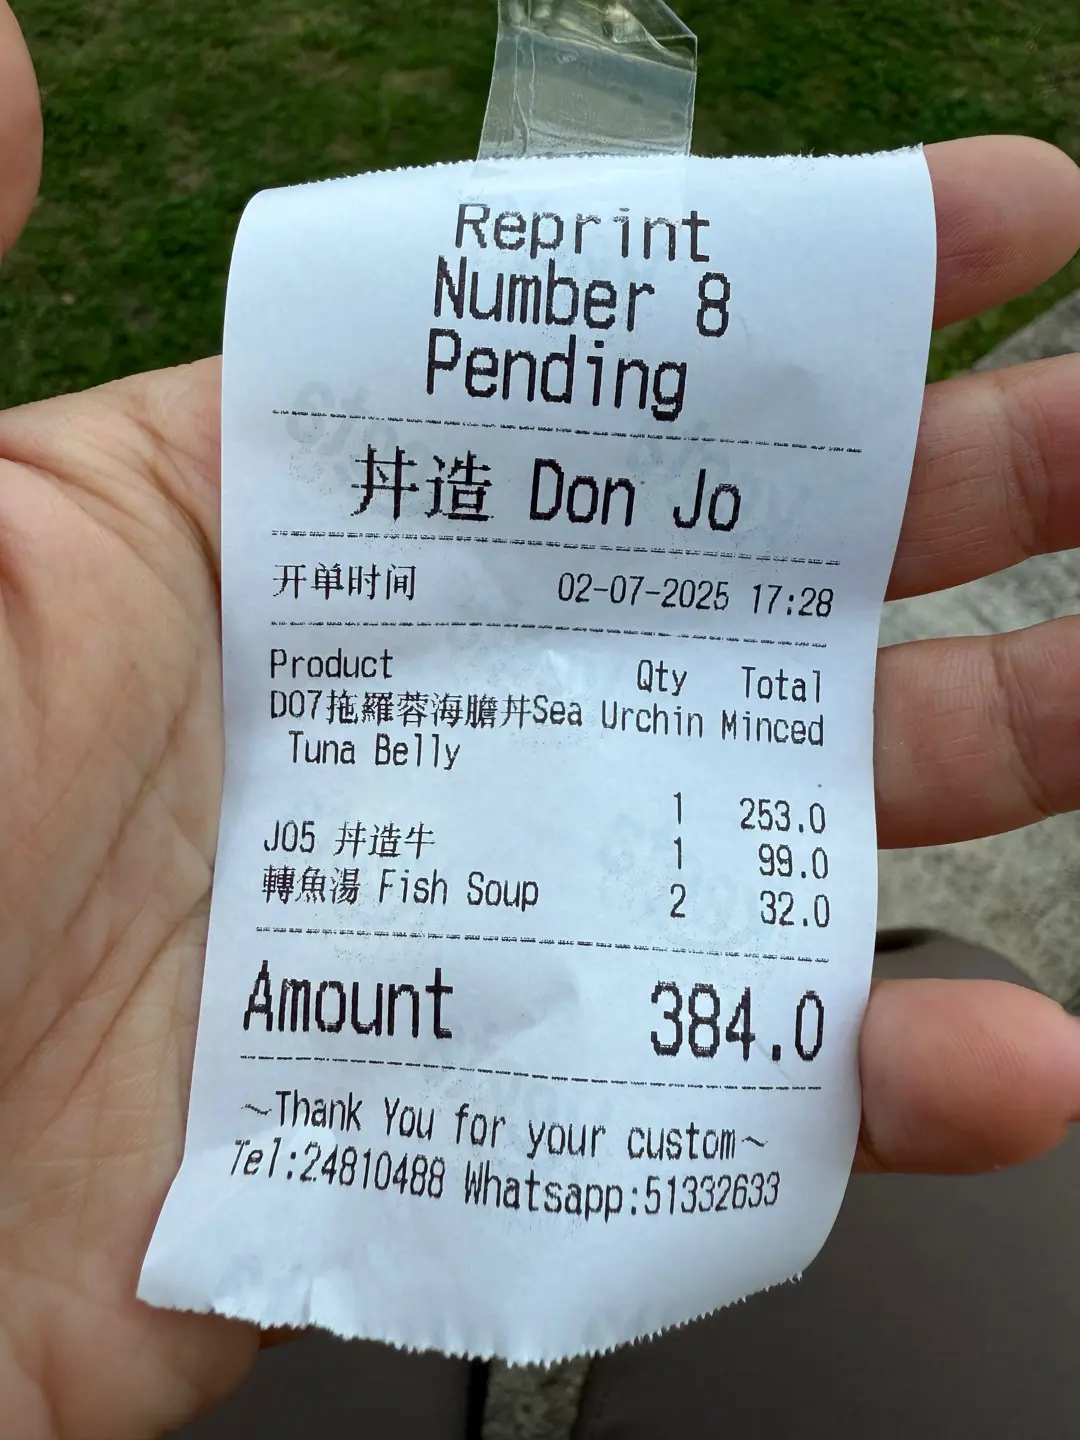 Reprint
Number 8
Pending
丼造 Don Jo
开单时间 02-07-2025 17:28
Product Qty Total
D07拖羅蓉海膽丼Sea Urchin Minced
Tuna Belly
1 253.0
J05 丼造牛 1 99.0
轉魚湯 Fish Soup 2 32.0
Amount 384.0
~Thank You for your custom~
Tel:24810488 Whatsapp:51332633